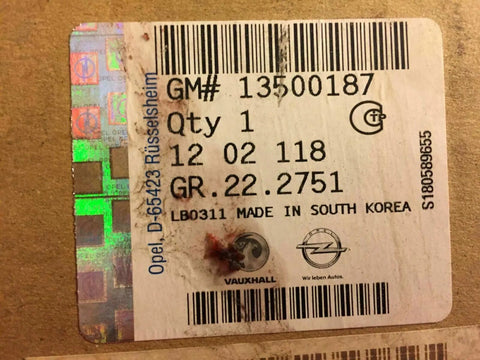 GM# 13500187
Qty 1
12 02 118
GR.22.2751
LB0311 MADE IN SOUTH KOREA
Opel, D-65423 Rüsselsheim
S180589655
VAUXHALL
OPEL
Wir leben Autos.